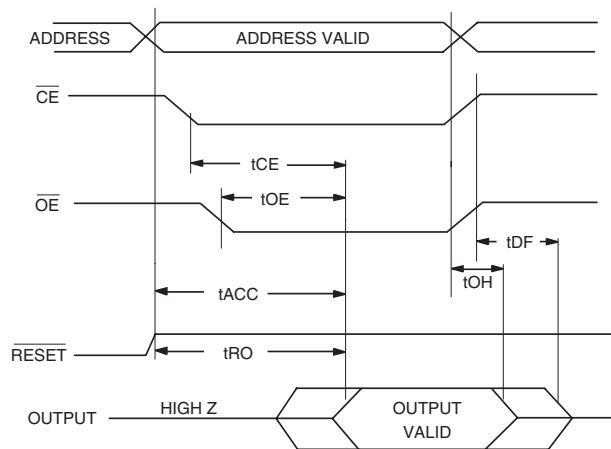 ADDRESS
ADDRESS VALID
CE
tCE
tOE
OE
tDF
tOH
tACC
RESET
tRO
OUTPUT
HIGH Z
OUTPUT
VALID